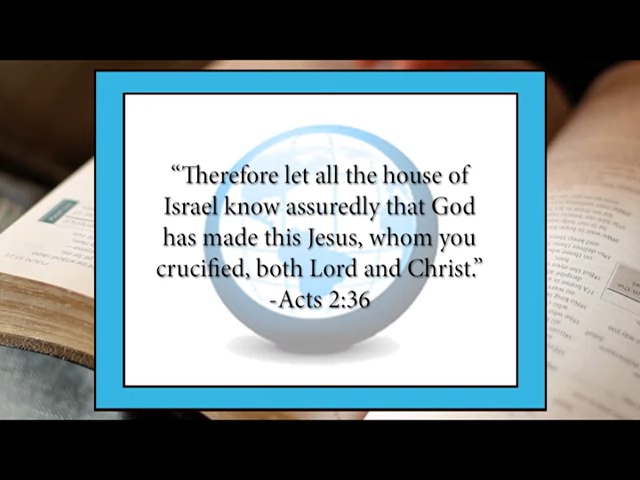 “Therefore let all the house of
Israel know assuredly that God
has made this Jesus, whom you
crucified, both Lord and Christ.”
-Acts 2:36